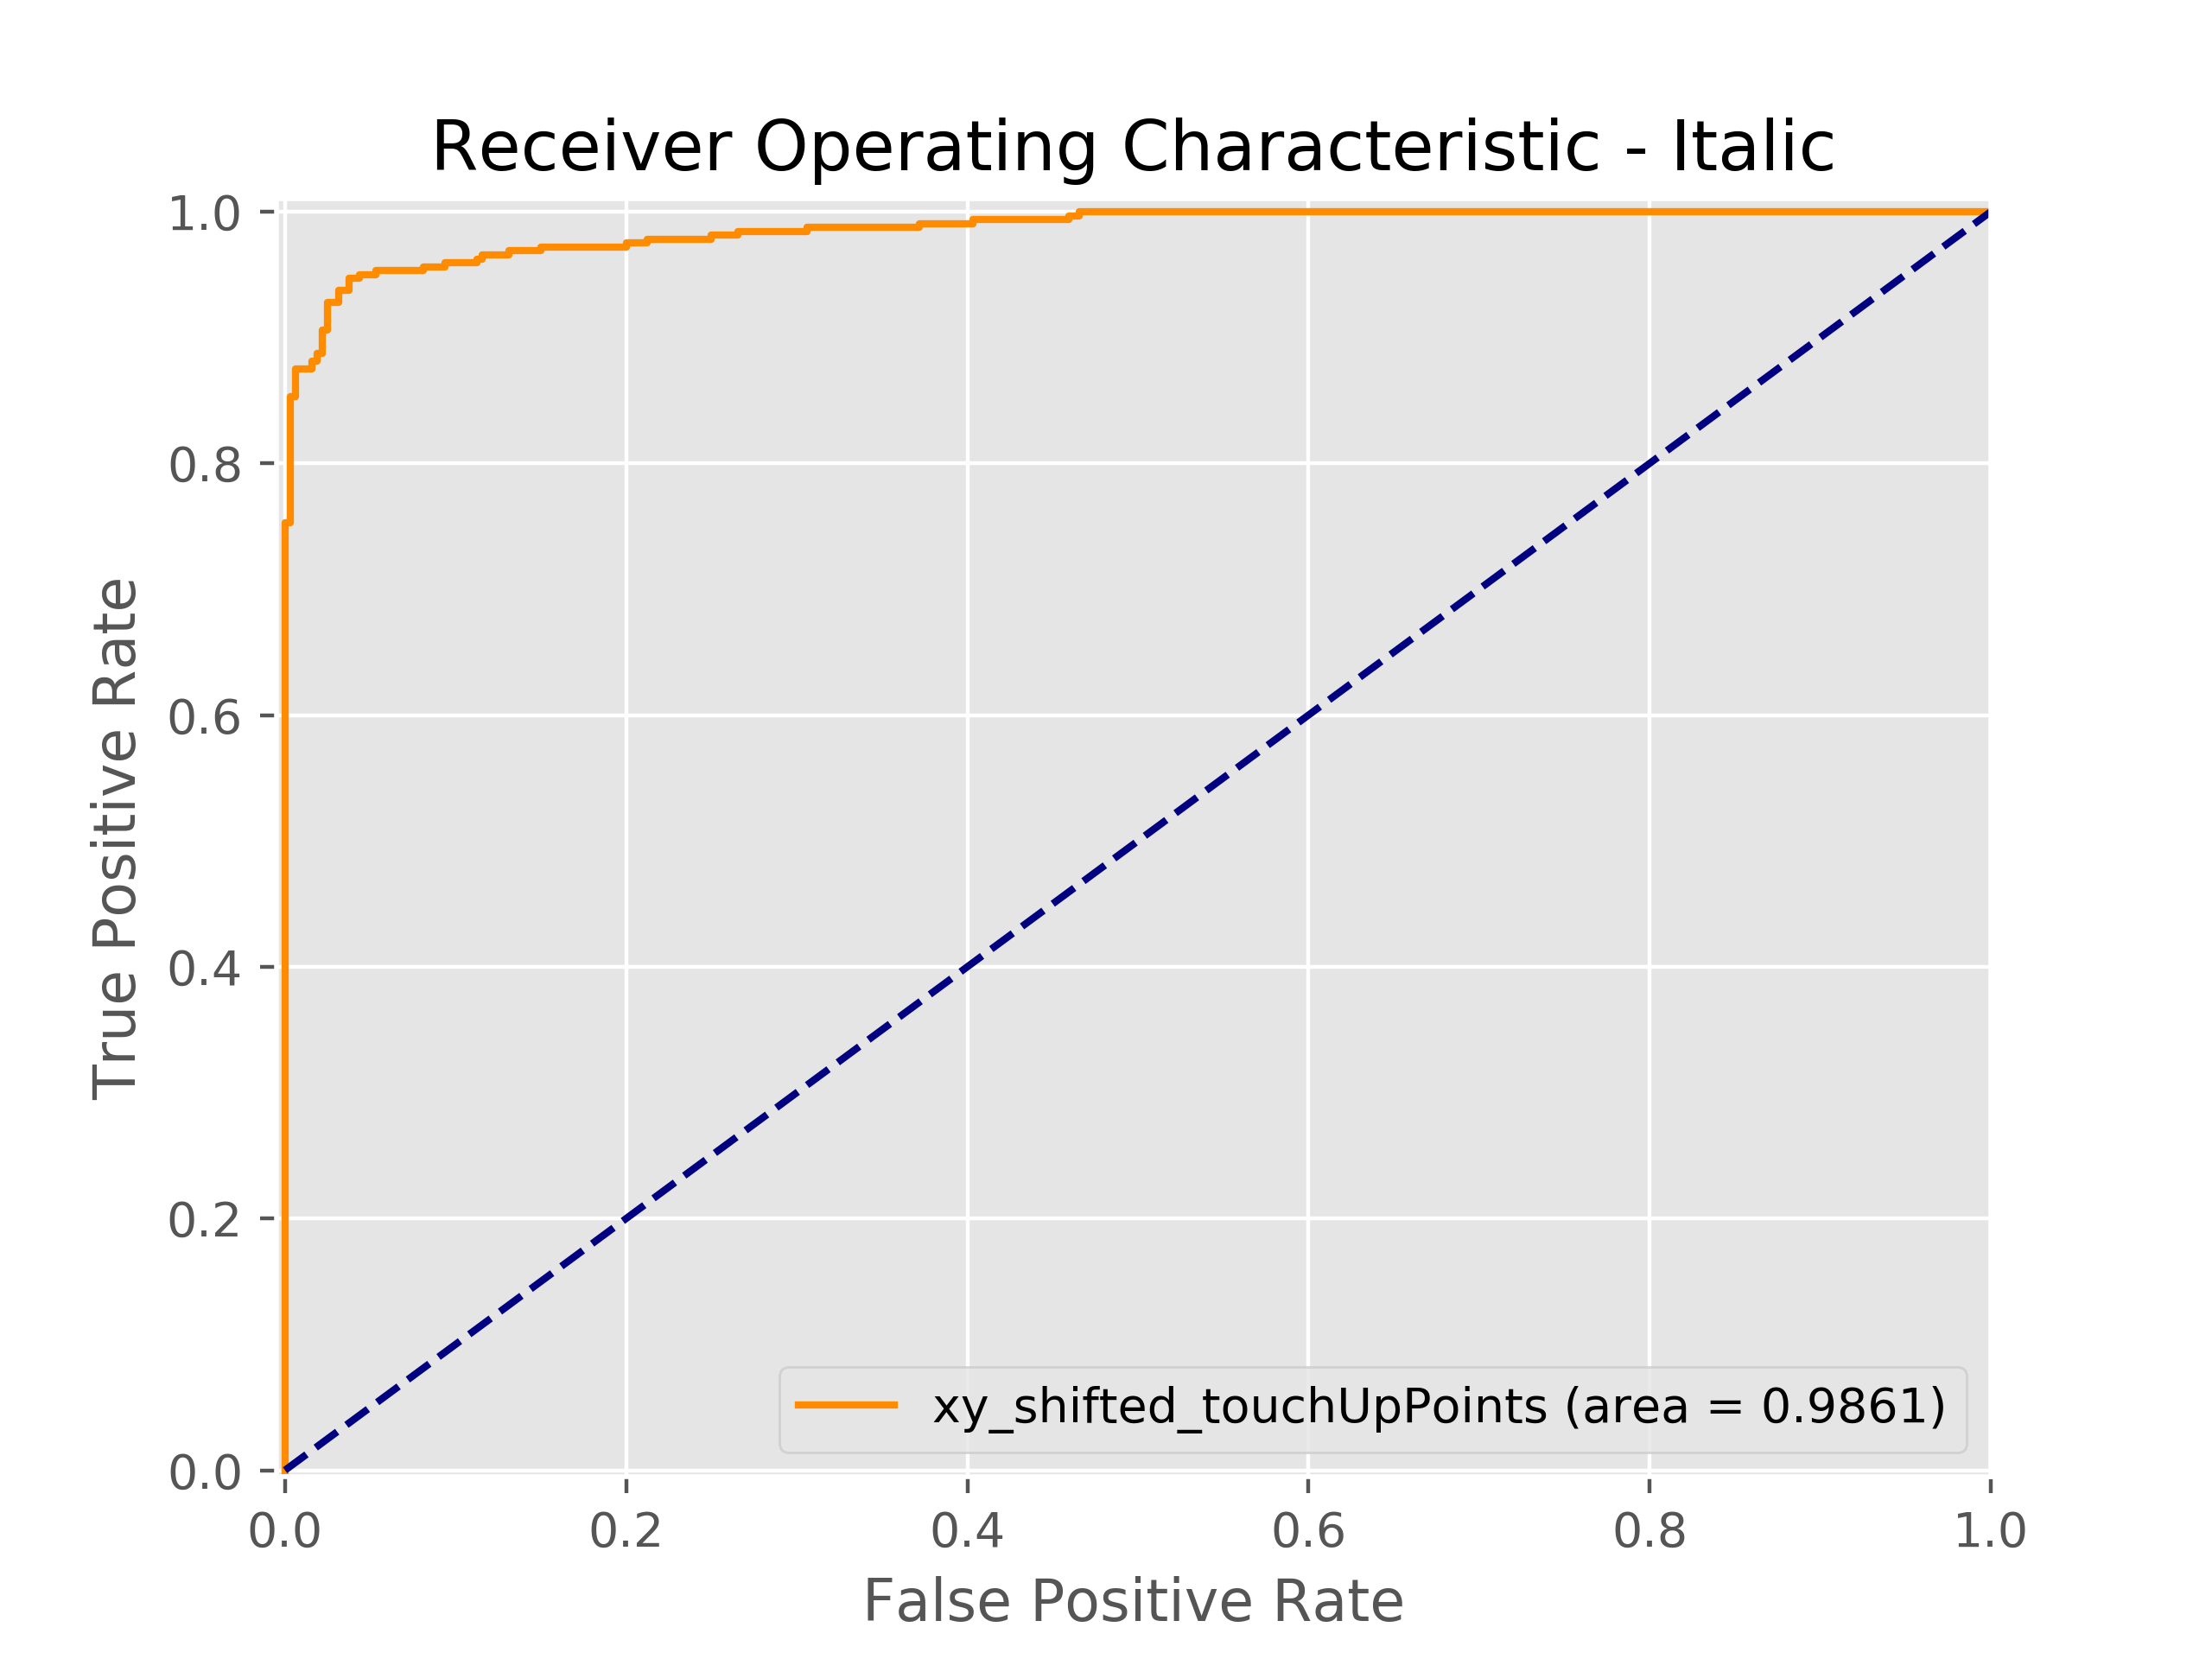 Receiver Operating Characteristic - Italic
True Positive Rate
1.0
0.8
0.6
0.4
0.2
0.0
xy_shifted_touchUpPoints (area = 0.9861)
0.0 0.2 0.4 0.6 0.8 1.0
False Positive Rate